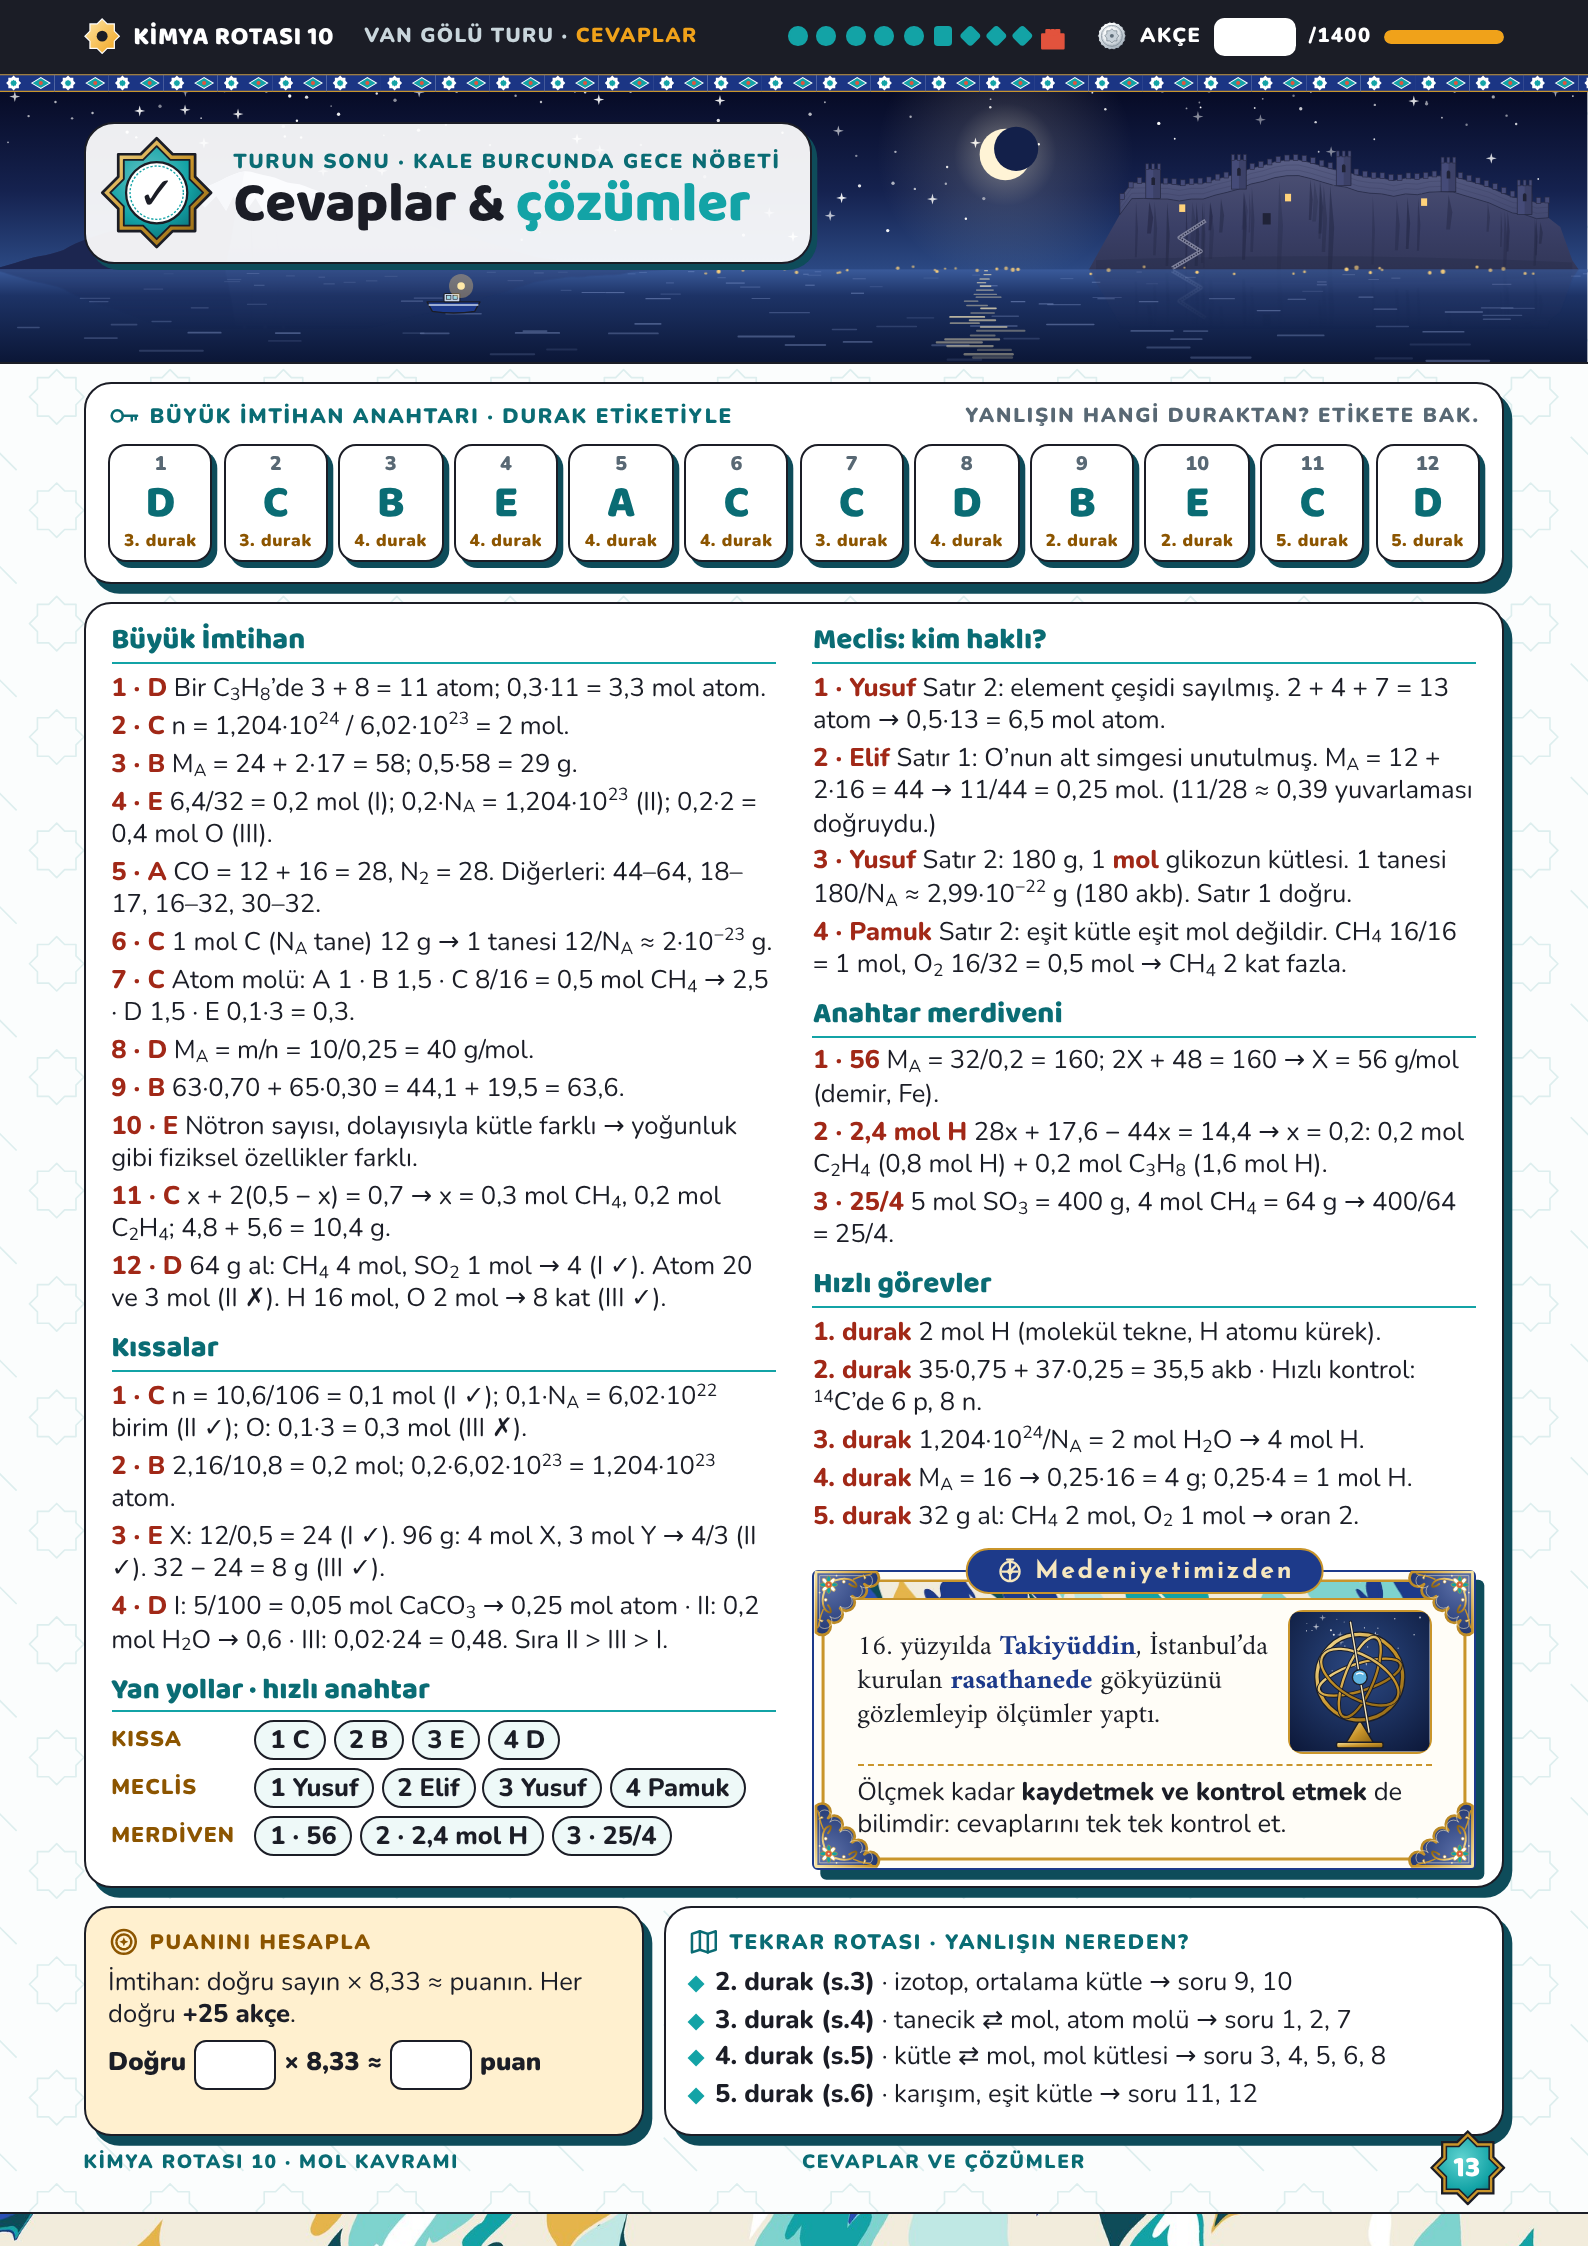 KİMYA ROTASI 10 VAN GÖLÜ TURU · CEVAPLAR AKÇE /1400
TURUN SONU · KALE BURCUNDA GECE NÖBETİ
✓ Cevaplar & çözümler
BÜYÜK İMTİHAN ANAHTARI · DURAK ETİKETİYLE YANLIŞIN HANGİ DURAKTAN? ETİKETE BAK.
1 2 3 4 5 6 7 8 9 10 11 12
D C B E A C C D B E C D
3. durak 3. durak 4. durak 4. durak 4. durak 4. durak 3. durak 4. durak 2. durak 2. durak 5. durak 5. durak
Büyük İmtihan
1 · D Bir C₃H₈’de 3 + 8 = 11 atom; 0,3·11 = 3,3 mol atom.
2 · C n = 1,204·10²⁴ / 6,02·10²³ = 2 mol.
3 · B M_A = 24 + 2·17 = 58; 0,5·58 = 29 g.
4 · E 6,4/32 = 0,2 mol (I); 0,2·N_A = 1,204·10²³ (II); 0,2·2 =
0,4 mol O (III).
5 · A CO = 12 + 16 = 28, N₂ = 28. Diğerleri: 44–64, 18–
17, 16–32, 30–32.
6 · C 1 mol C (N_A tane) 12 g → 1 tanesi 12/N_A ≈ 2·10⁻²³ g.
7 · C Atom molü: A 1 · B 1,5 · C 8/16 = 0,5 mol CH₄ → 2,5
· D 1,5 · E 0,1·3 = 0,3.
8 · D M_A = m/n = 10/0,25 = 40 g/mol.
9 · B 63·0,70 + 65·0,30 = 44,1 + 19,5 = 63,6.
10 · E Nötron sayısı, dolayısıyla kütle farklı → yoğunluk
gibi fiziksel özellikler farklı.
11 · C x + 2(0,5 − x) = 0,7 → x = 0,3 mol CH₄, 0,2 mol
C₂H₄; 4,8 + 5,6 = 10,4 g.
12 · D 64 g al: CH₄ 4 mol, SO₂ 1 mol → 4 (I ✓). Atom 20
ve 3 mol (II ✗). H 16 mol, O 2 mol → 8 kat (III ✓).
Kıssalar
1 · C n = 10,6/106 = 0,1 mol (I ✓); 0,1·N_A = 6,02·10²²
birim (II ✓); O: 0,1·3 = 0,3 mol (III ✗).
2 · B 2,16/10,8 = 0,2 mol; 0,2·6,02·10²³ = 1,204·10²³
atom.
3 · E X: 12/0,5 = 24 (I ✓). 96 g: 4 mol X, 3 mol Y → 4/3 (II
✓). 32 − 24 = 8 g (III ✓).
4 · D I: 5/100 = 0,05 mol CaCO₃ → 0,25 mol atom · II: 0,2
mol H₂O → 0,6 · III: 0,02·24 = 0,48. Sıra II > III > I.
Yan yollar · hızlı anahtar
KISSA 1 C 2 B 3 E 4 D
MECLİS 1 Yusuf 2 Elif 3 Yusuf 4 Pamuk
MERDİVEN 1 · 56 2 · 2,4 mol H 3 · 25/4
Meclis: kim haklı?
1 · Yusuf Satır 2: element çeşidi sayılmış. 2 + 4 + 7 = 13
atom → 0,5·13 = 6,5 mol atom.
2 · Elif Satır 1: O’nun alt simgesi unutulmuş. M_A = 12 +
2·16 = 44 → 11/44 = 0,25 mol. (11/28 ≈ 0,39 yuvarlaması
doğruydu.)
3 · Yusuf Satır 2: 180 g, 1 mol glikozun kütlesi. 1 tanesi
180/N_A ≈ 2,99·10⁻²² g (180 akb). Satır 1 doğru.
4 · Pamuk Satır 2: eşit kütle eşit mol değildir. CH₄ 16/16
= 1 mol, O₂ 16/32 = 0,5 mol → CH₄ 2 kat fazla.
Anahtar merdiveni
1 · 56 M_A = 32/0,2 = 160; 2X + 48 = 160 → X = 56 g/mol
(demir, Fe).
2 · 2,4 mol H 28x + 17,6 − 44x = 14,4 → x = 0,2: 0,2 mol
C₂H₄ (0,8 mol H) + 0,2 mol C₃H₈ (1,6 mol H).
3 · 25/4 5 mol SO₃ = 400 g, 4 mol CH₄ = 64 g → 400/64
= 25/4.
Hızlı görevler
1. durak 2 mol H (molekül tekne, H atomu kürek).
2. durak 35·0,75 + 37·0,25 = 35,5 akb · Hızlı kontrol:
¹⁴C’de 6 p, 8 n.
3. durak 1,204·10²⁴/N_A = 2 mol H₂O → 4 mol H.
4. durak M_A = 16 → 0,25·16 = 4 g; 0,25·4 = 1 mol H.
5. durak 32 g al: CH₄ 2 mol, O₂ 1 mol → oran 2.
Medeniyetimizden
16. yüzyılda Takiyüddin, İstanbul’da
kurulan rasathanede gökyüzünü
gözlemleyip ölçümler yaptı.
Ölçmek kadar kaydetmek ve kontrol etmek de
bilimdir: cevaplarını tek tek kontrol et.
PUANINI HESAPLA
İmtihan: doğru sayın × 8,33 ≈ puanın. Her
doğru +25 akçe.
Doğru × 8,33 ≈ puan
TEKRAR ROTASI · YANLIŞIN NEREDEN?
2. durak (s.3) · izotop, ortalama kütle → soru 9, 10
3. durak (s.4) · tanecik ⇄ mol, atom molü → soru 1, 2, 7
4. durak (s.5) · kütle ⇄ mol, mol kütlesi → soru 3, 4, 5, 6, 8
5. durak (s.6) · karışım, eşit kütle → soru 11, 12
KİMYA ROTASI 10 · MOL KAVRAMI CEVAPLAR VE ÇÖZÜMLER 13